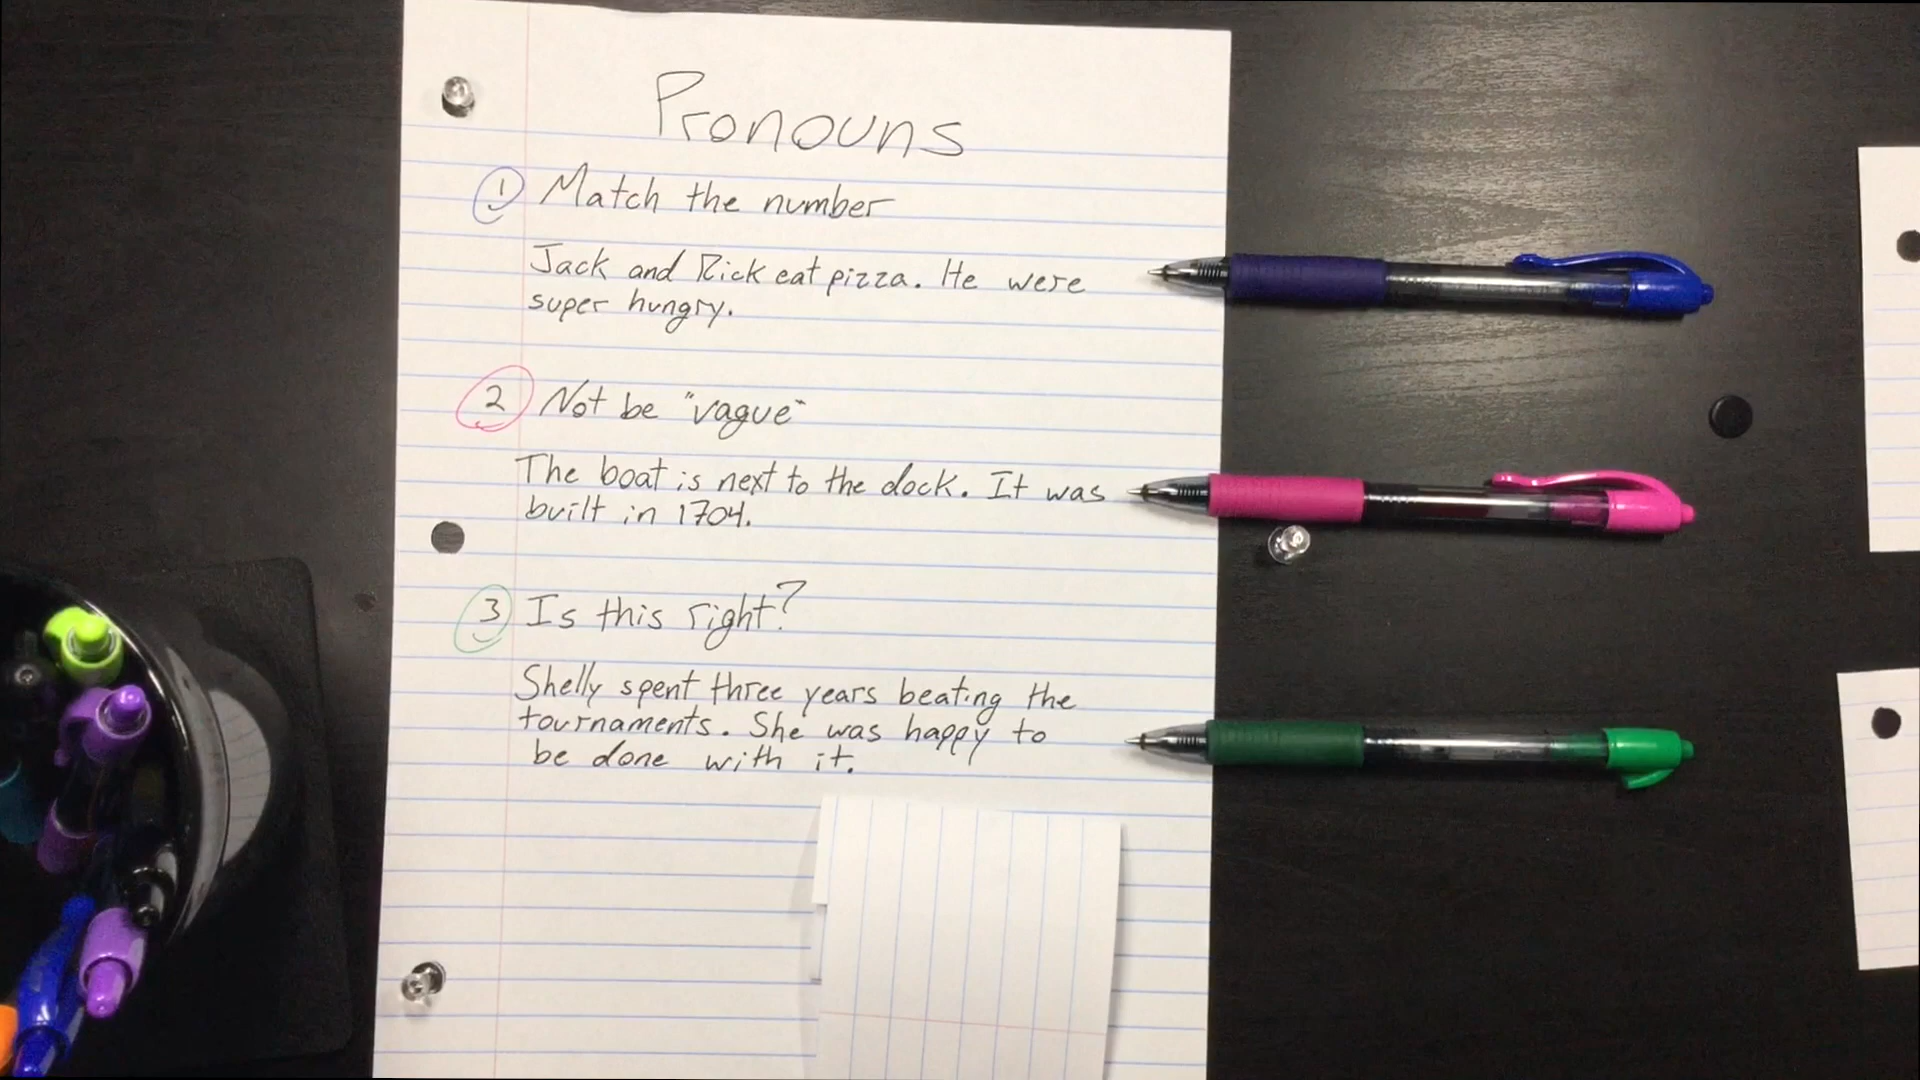 Pronouns
1 Match the number
Jack and Rick eat pizza. He were
super hungry.
2 Not be "vague"
The boat is next to the dock. It was
built in 1704.
3 Is this right?
Shelly spent three years beating the
tournaments. She was happy to
be done with it.